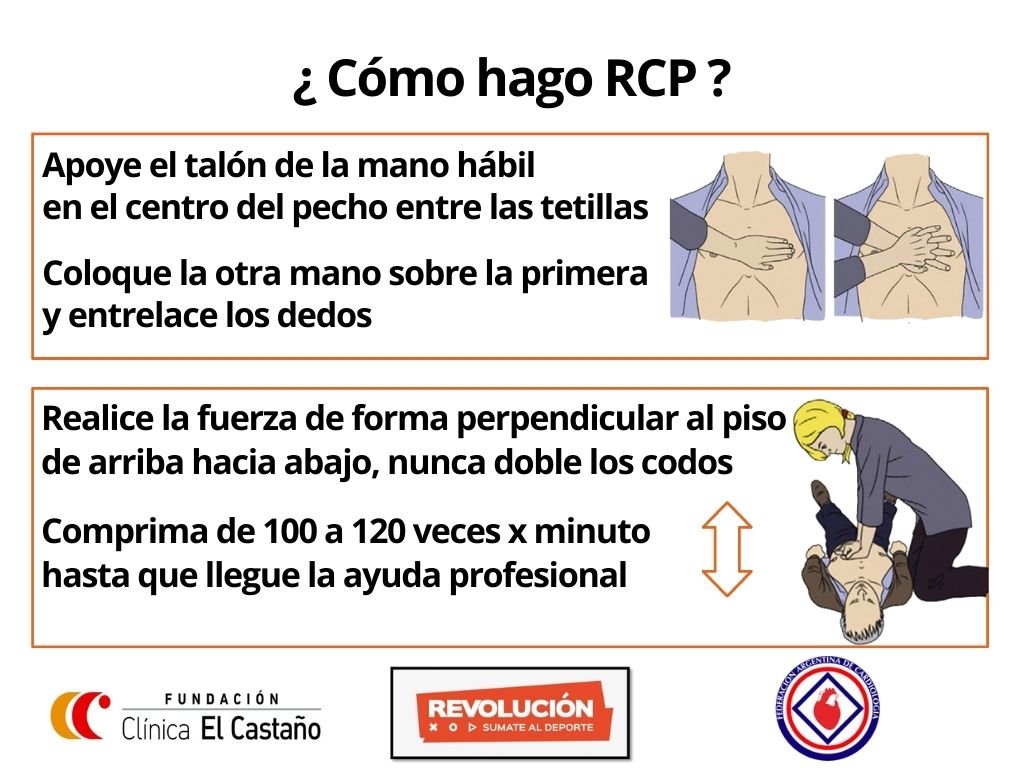 ¿ Cómo hago RCP ?
Apoye el talón de la mano hábil
en el centro del pecho entre las tetillas
Coloque la otra mano sobre la primera
y entrelace los dedos
Realice la fuerza de forma perpendicular al piso
de arriba hacia abajo, nunca doble los codos
Comprima de 100 a 120 veces x minuto
hasta que llegue la ayuda profesional
FUNDACIÓN
Clínica El Castaño
REVOLUCIÓN
SUMATE AL DEPORTE
FEDERACIÓN ARGENTINA DE CARDIOLOGÍA